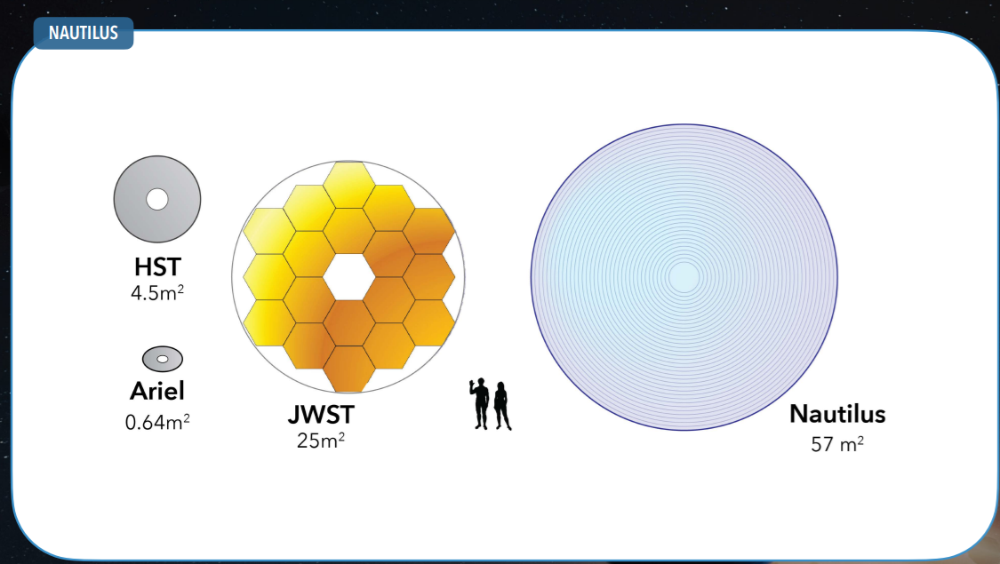 NAUTILUS
HST
4.5m²
Ariel
0.64m²
JWST
25m²
Nautilus
57 m²